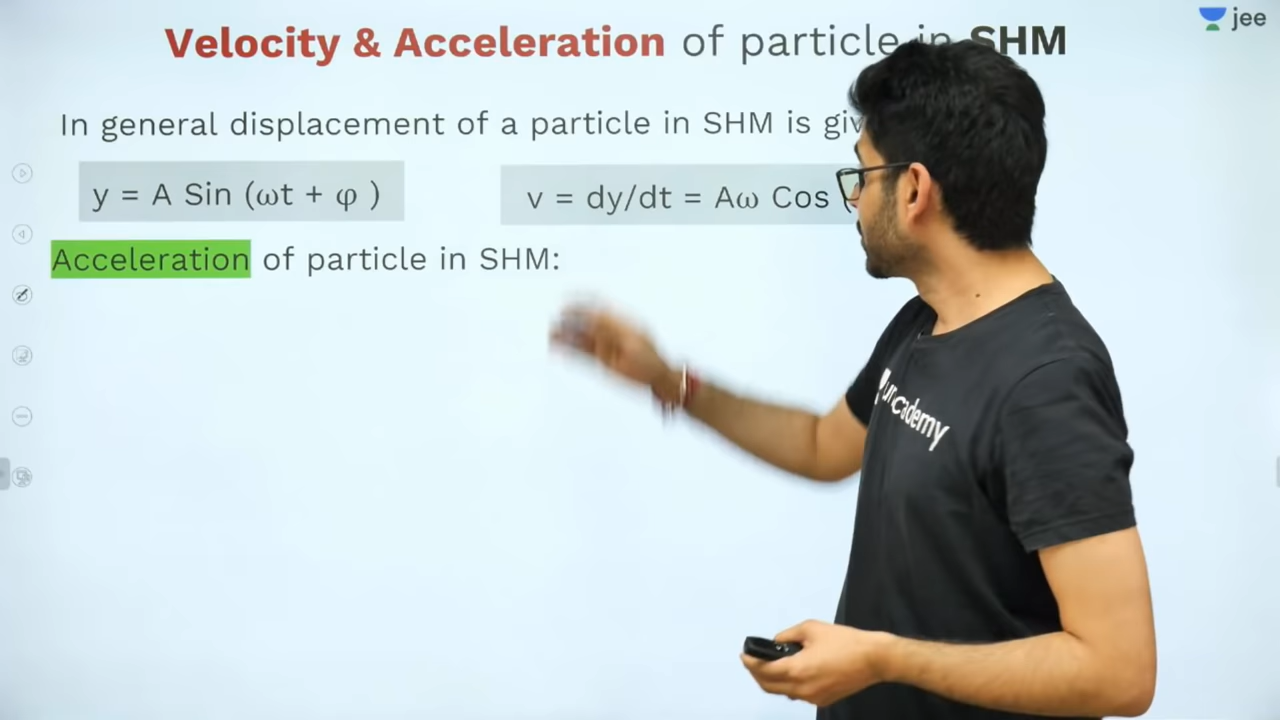 Velocity & Acceleration of particle in SHM
jee
In general displacement of a particle in SHM is
y = A Sin (ωt + φ )
v = dy/dt = Aω Cos (
Acceleration of particle in SHM:
unacademy